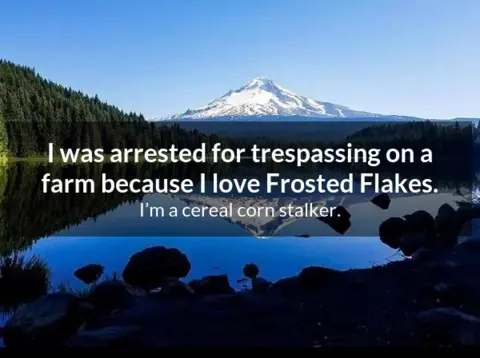 I was arrested for trespassing on a
farm because I love Frosted Flakes.
I'm a cereal corn stalker.